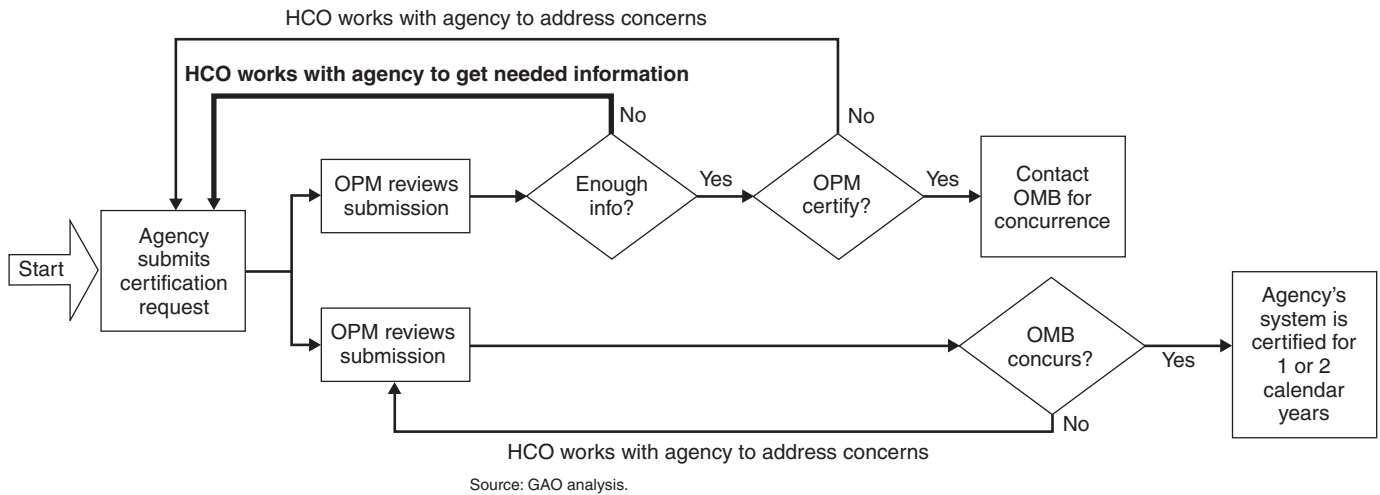 HCO works with agency to address concerns
HCO works with agency to get needed information
No
No
OPM reviews
submission
Enough
info?
Yes
OPM
certify?
Yes
Contact
OMB for
concurrence
Start
Agency
submits
certification
request
OPM reviews
submission
OMB
concurs?
Yes
Agency's
system is
certified for
1 or 2
calendar
years
No
HCO works with agency to address concerns
Source: GAO analysis.